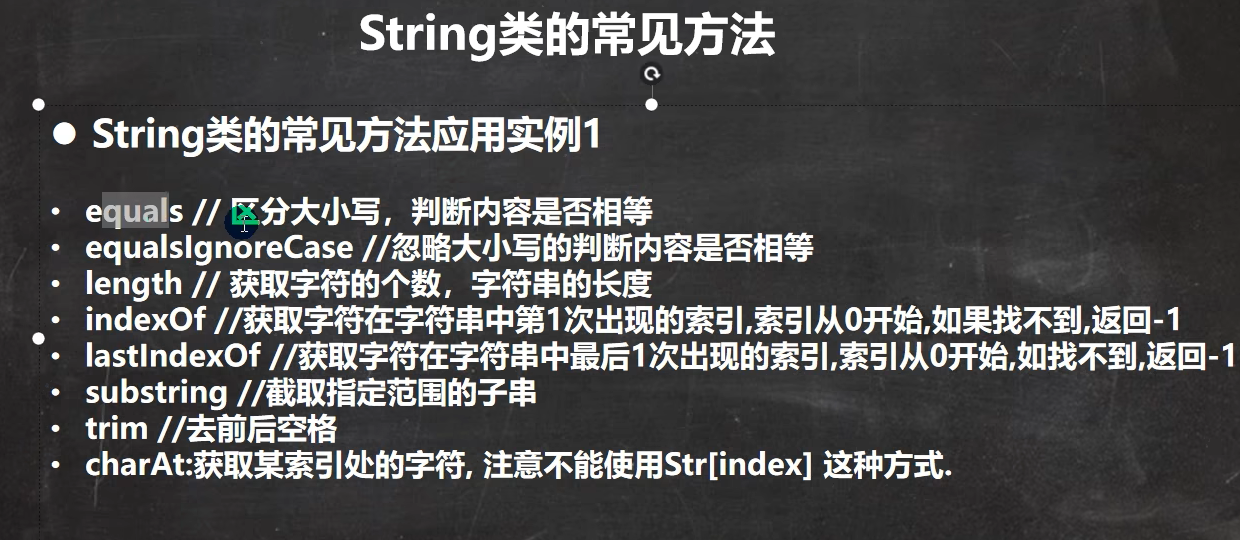 String类的常见方法
● String类的常见方法应用实例1
• equals // 区分大小写，判断内容是否相等
• equalsIgnoreCase //忽略大小写的判断内容是否相等
• length // 获取字符的个数，字符串的长度
• indexOf //获取字符在字符串中第1次出现的索引,索引从0开始,如果找不到,返回-1
• lastIndexOf //获取字符在字符串中最后1次出现的索引,索引从0开始,如找不到,返回-1
• substring //截取指定范围的子串
• trim //去前后空格
• charAt:获取某索引处的字符, 注意不能使用Str[index] 这种方式.